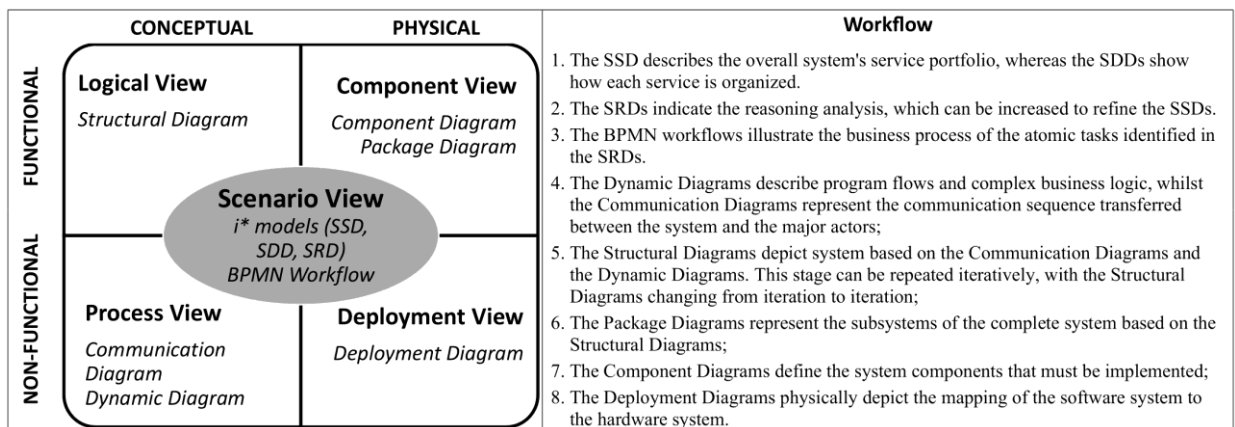 CONCEPTUAL
PHYSICAL
FUNCTIONAL
NON-FUNCTIONAL
Logical View
Structural Diagram
Component View
Component Diagram
Package Diagram
Scenario View
i* models (SSD,
SDD, SRD)
BPMN Workflow
Process View
Communication
Diagram
Dynamic Diagram
Deployment View
Deployment Diagram
Workflow
1. The SSD describes the overall system's service portfolio, whereas the SDDs show
how each service is organized.
2. The SRDs indicate the reasoning analysis, which can be increased to refine the SSDs.
3. The BPMN workflows illustrate the business process of the atomic tasks identified in
the SRDs.
4. The Dynamic Diagrams describe program flows and complex business logic, whilst
the Communication Diagrams represent the communication sequence transferred
between the system and the major actors;
5. The Structural Diagrams depict system based on the Communication Diagrams and
the Dynamic Diagrams. This stage can be repeated iteratively, with the Structural
Diagrams changing from iteration to iteration;
6. The Package Diagrams represent the subsystems of the complete system based on the
Structural Diagrams;
7. The Component Diagrams define the system components that must be implemented;
8. The Deployment Diagrams physically depict the mapping of the software system to
the hardware system.